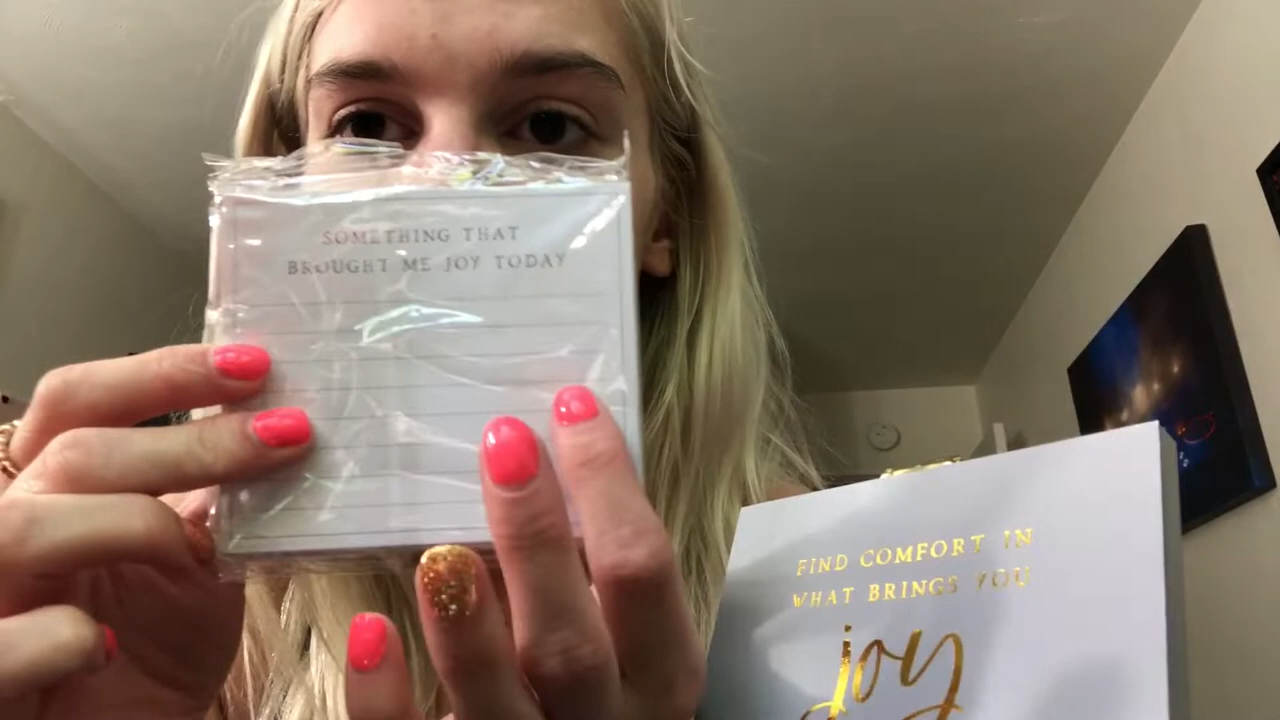 SOMETHING THAT
BROUGHT ME JOY TODAY
FIND COMFORT IN
WHAT BRINGS YOU
joy